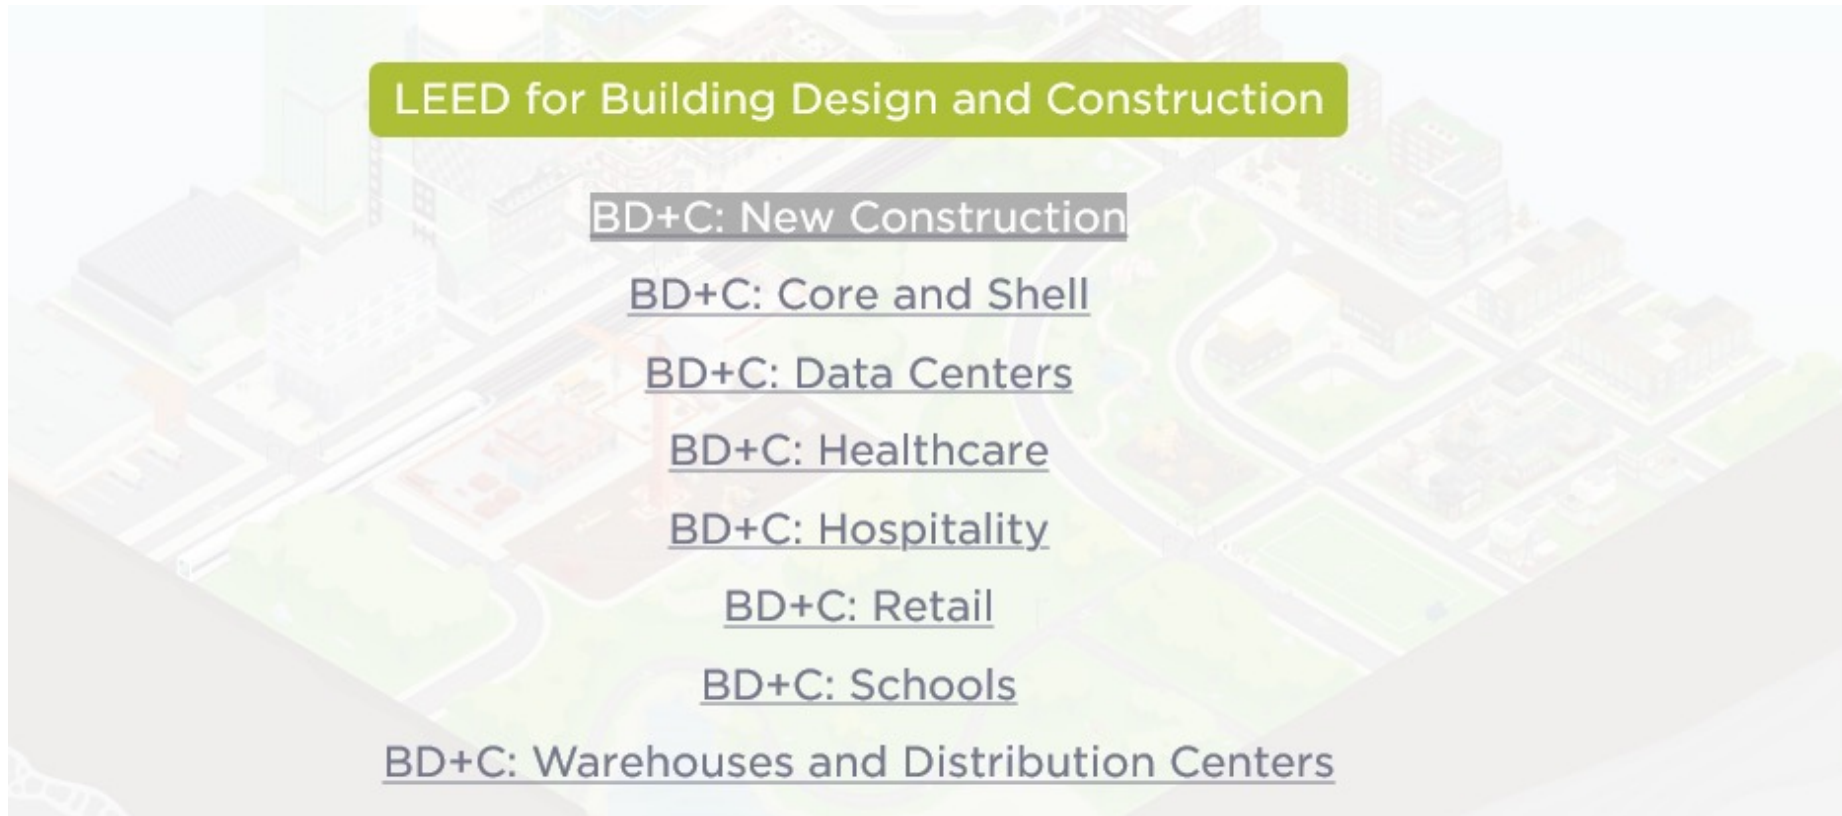 LEED for Building Design and Construction
BD+C: New Construction
BD+C: Core and Shell
BD+C: Data Centers
BD+C: Healthcare
BD+C: Hospitality
BD+C: Retail
BD+C: Schools
BD+C: Warehouses and Distribution Centers